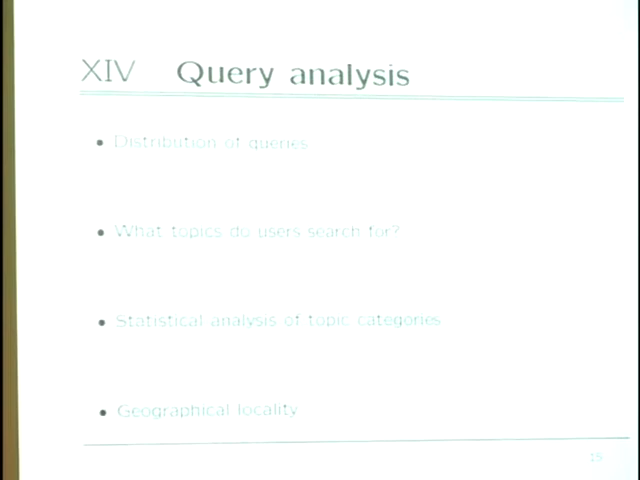 XIV Query analysis
• Distribution of queries
• What topics do users search for?
• Statistical analysis of topic categories
• Geographical locality
15